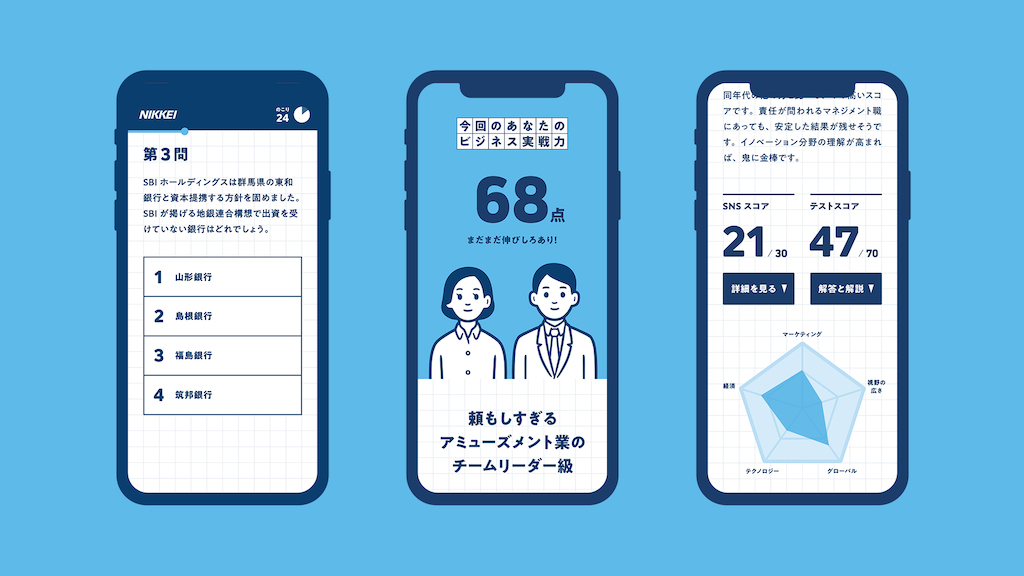 NIKKEI
のこり
24
第3問
SBIホールディングスは群馬県の東和
銀行と資本提携する方針を固めました。
SBIが掲げる地銀連合構想で出資を受
けていない銀行はどれでしょう。
1 山形銀行
2 島根銀行
3 福島銀行
4 筑邦銀行
今回のあなたの
ビジネス実戦力
68点
まだまだ伸びしろあり!
頼もしすぎる
アミューズメント業の
チームリーダー級
いスコ
アです。責任が問われるマネジメント職
にあっても、安定した結果が残せそうで
す。イノベーション分野の理解が高まれ
ば、鬼に金棒です。
SNS スコア
21 / 30
詳細を見る
テストスコア
47 / 70
解答と解説
マーケティング
視野の
広さ
グローバル
テクノロジー
経済